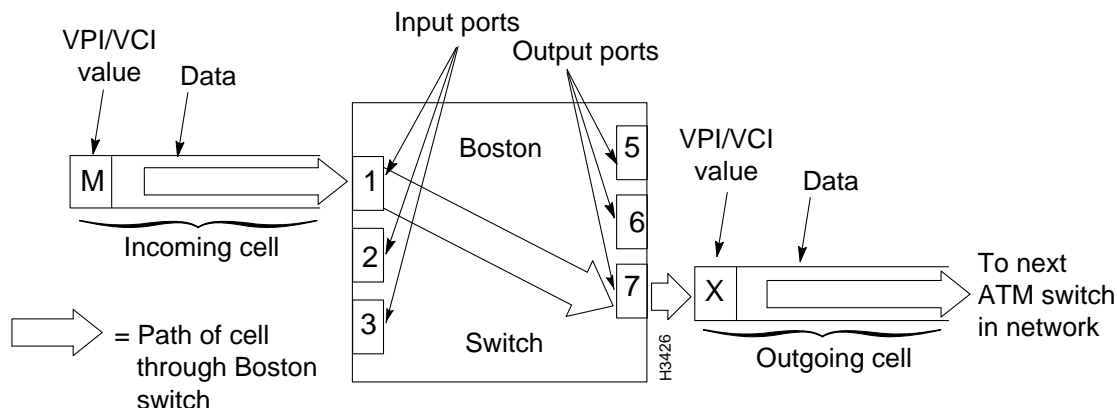 Input ports
Output ports
VPI/VCI
value
Data
M
Incoming cell
Boston
Switch
1
2
3
5
6
7
VPI/VCI
value
Data
X
Outgoing cell
To next
ATM switch
in network
H3426
= Path of cell
through Boston
switch